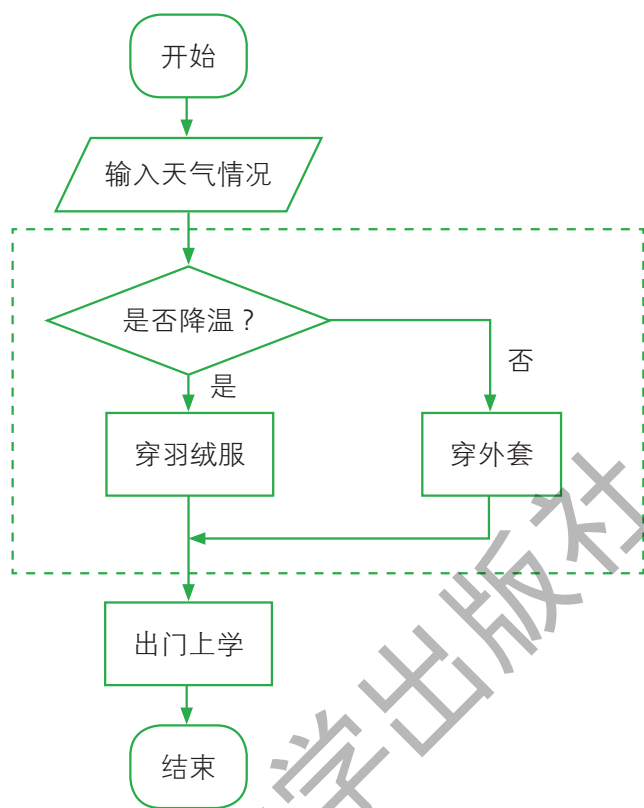 开始
输入天气情况
是否降温？
是
否
穿羽绒服
穿外套
出门上学
结束
学出版社